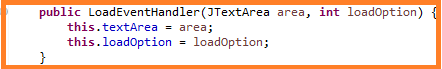 public LoadEventHandler(JTextArea area, int loadOption) {
this.textArea = area;
this.loadOption = loadOption;
}